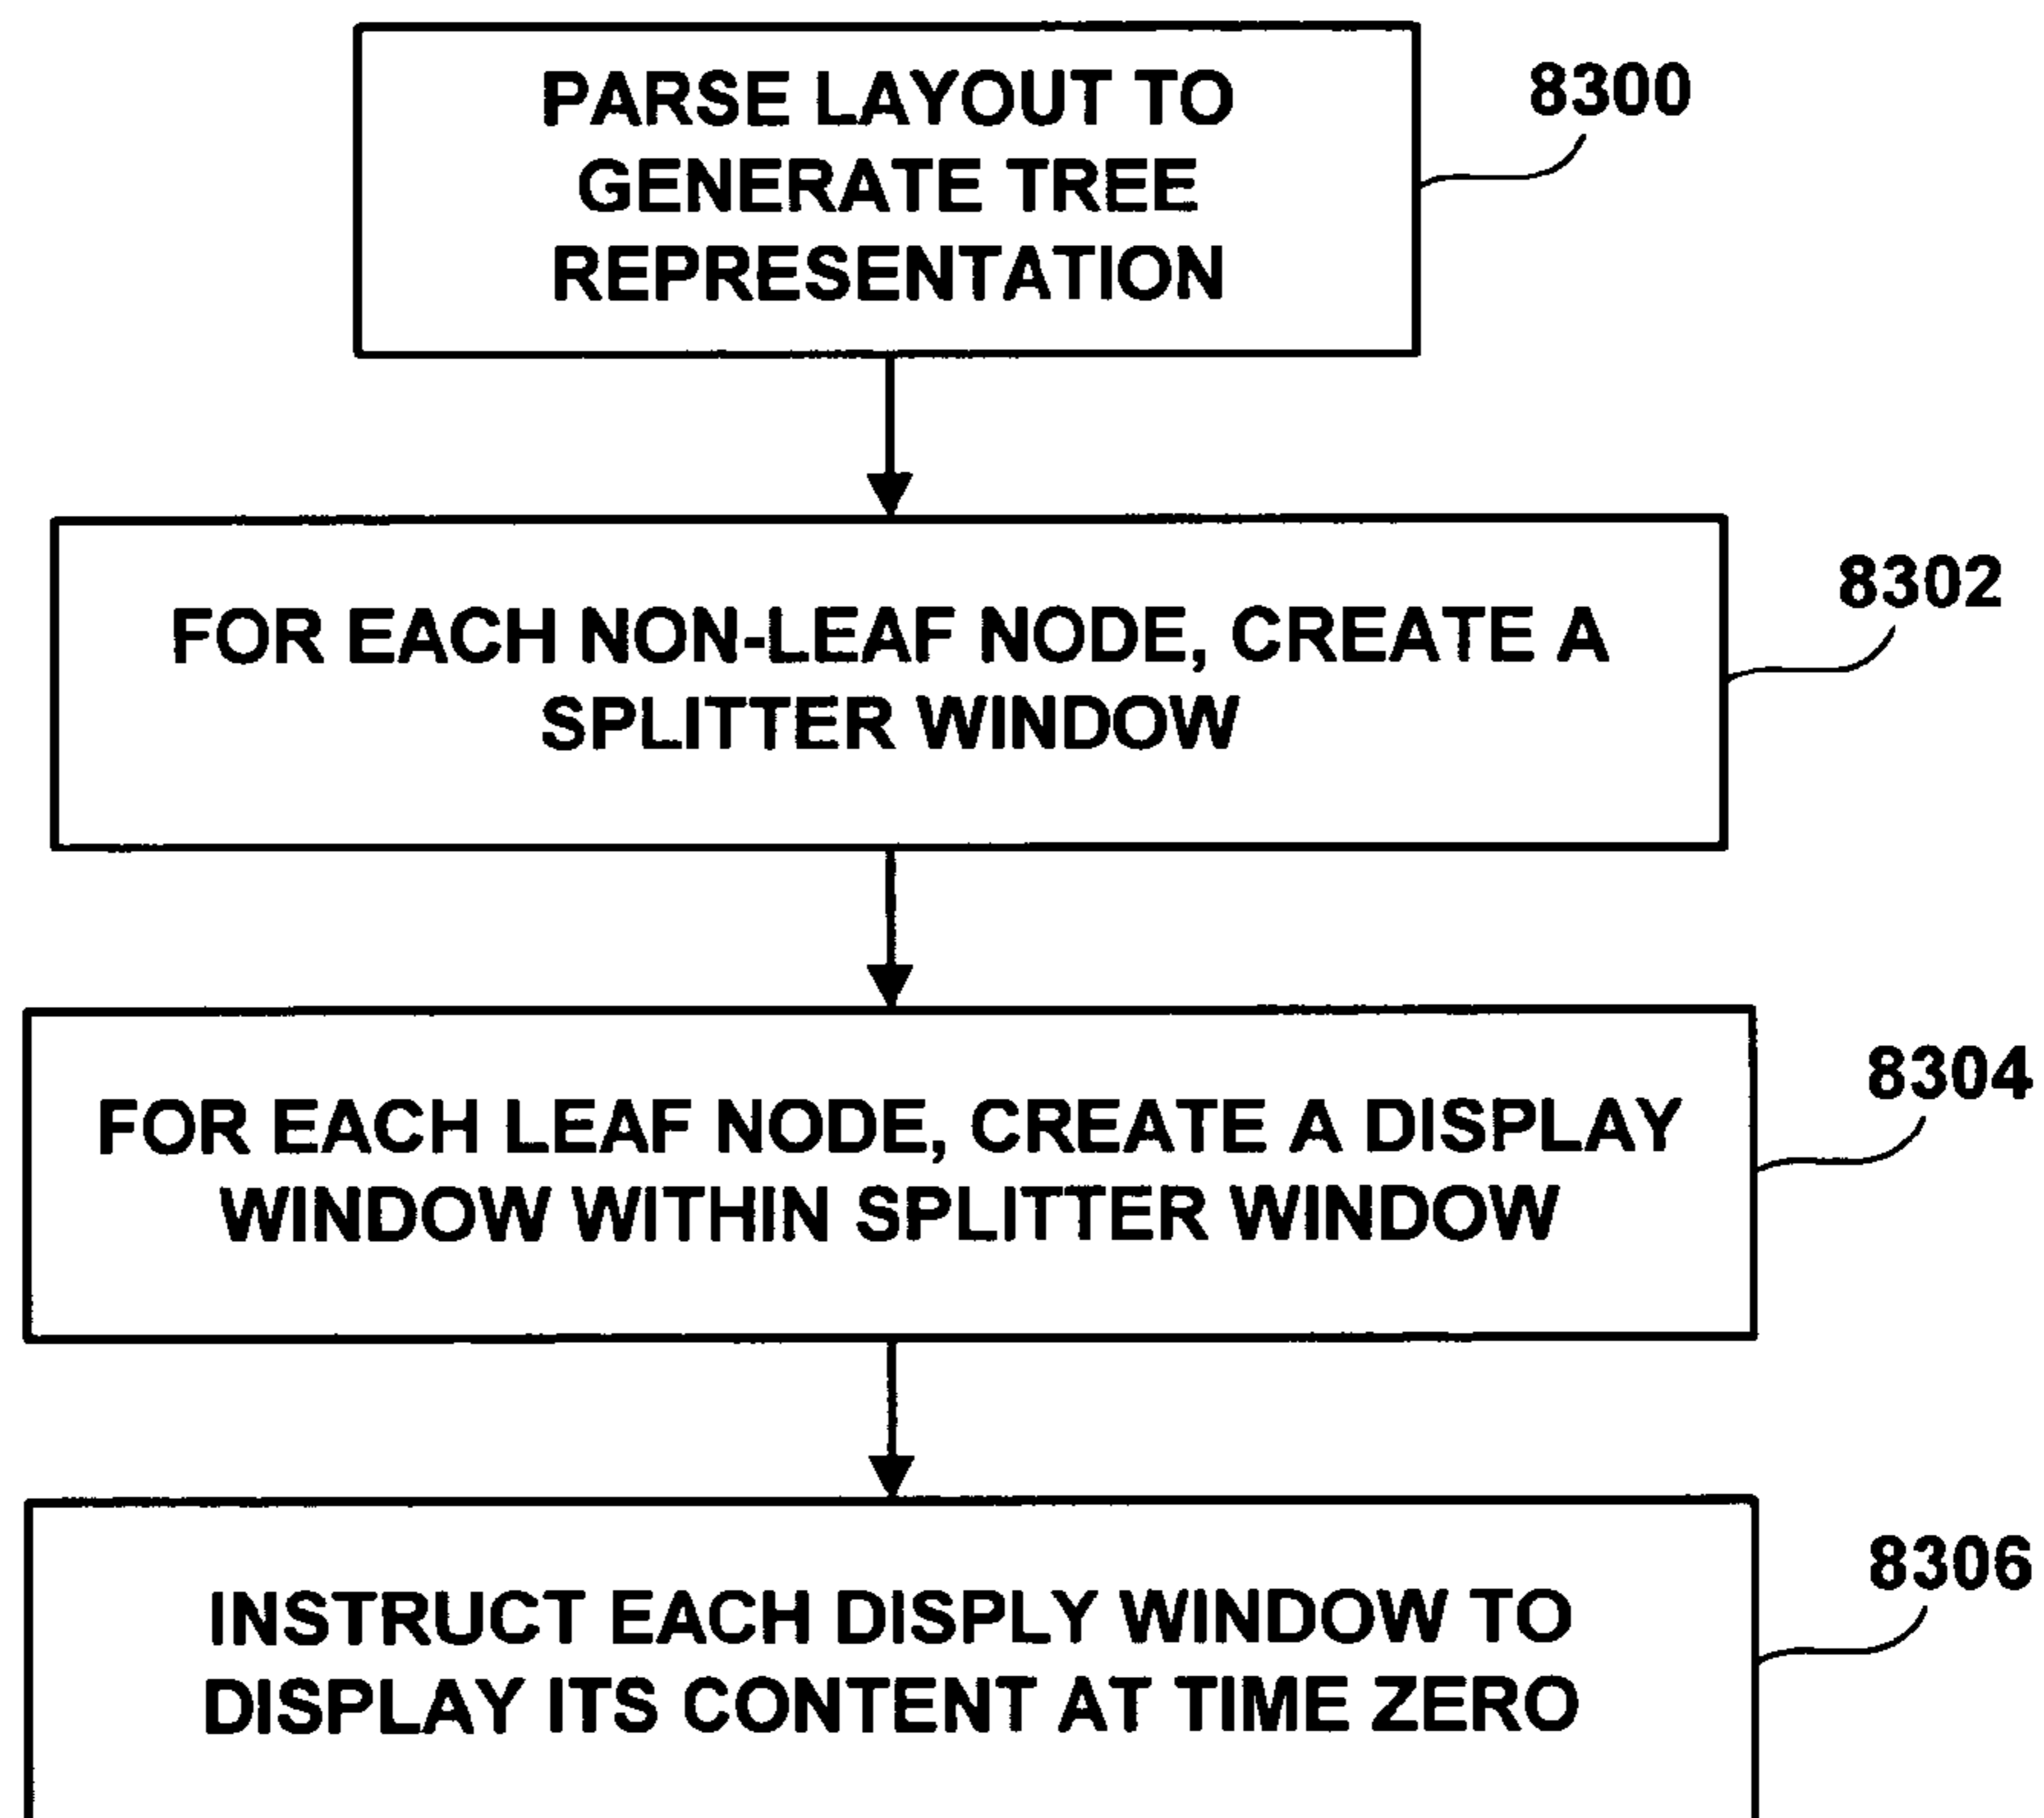 PARSE LAYOUT TO
GENERATE TREE
REPRESENTATION
8300
FOR EACH NON-LEAF NODE, CREATE A
SPLITTER WINDOW
8302
FOR EACH LEAF NODE, CREATE A DISPLAY
WINDOW WITHIN SPLITTER WINDOW
8304
INSTRUCT EACH DISPLY WINDOW TO
DISPLAY ITS CONTENT AT TIME ZERO
8306